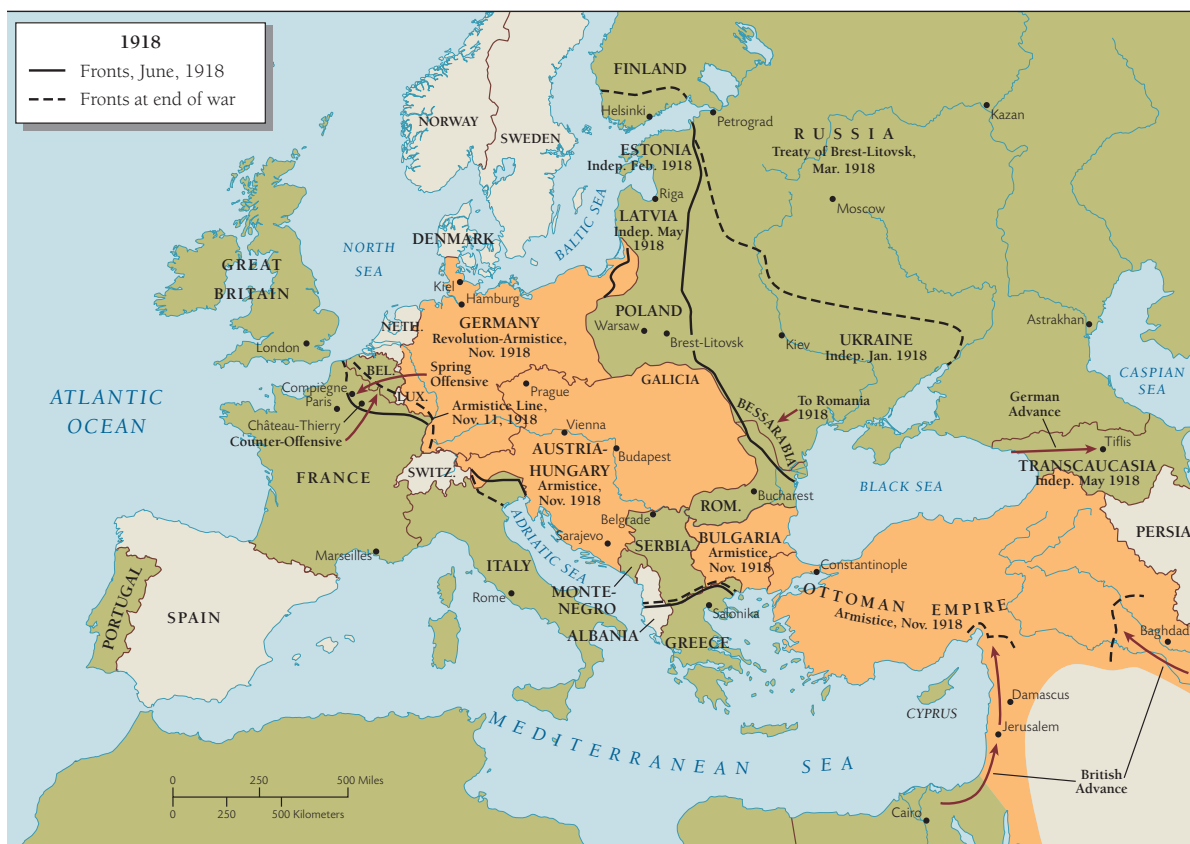 1918
Fronts, June, 1918
Fronts at end of war
FINLAND
Helsinki
Petrograd
NORWAY
SWEDEN
ESTONIA
Indep. Feb. 1918
RUSSIA
Treaty of Brest-Litovsk,
Mar. 1918
Kazan
Moscow
Riga
LATVIA
Indep. May
1918
BALTIC SEA
NORTH
SEA
DENMARK
GREAT
BRITAIN
London
Kiel
Hamburg
NETH.
GERMANY
Revolution-Armistice,
Nov. 1918
POLAND
Warsaw
Brest-Litovsk
Kiev
UKRAINE
Indep. Jan. 1918
Astrakhan
CASPIAN
SEA
ATLANTIC
OCEAN
BEL.
Spring
Offensive
LUX.
Compiègne
Paris
Château-Thierry
Counter-Offensive
Armistice Line,
Nov. 11, 1918
Prague
GALICIA
BESSARABIA
To Romania
1918
German
Advance
Tiflis
TRANSCAUCASIA
Indep. May 1918
FRANCE
SWITZ.
Vienna
AUSTRIA-
HUNGARY
Armistice,
Nov. 1918
Budapest
BLACK SEA
ROM.
Bucharest
PERSIA
Belgrade
Sarajevo
SERBIA
BULGARIA
Armistice
Nov. 1918
ADRIATIC SEA
Marseilles
ITALY
Rome
MONTE-
NEGRO
ALBANIA
Salonika
GREECE
Constantinople
OTTOMAN EMPIRE
Armistice, Nov. 1918
Baghdad
PORTUGAL
SPAIN
CYPRUS
Damascus
Jerusalem
MEDITERRANEAN SEA
British
Advance
Cairo
0 250 500 Miles
0 250 500 Kilometers